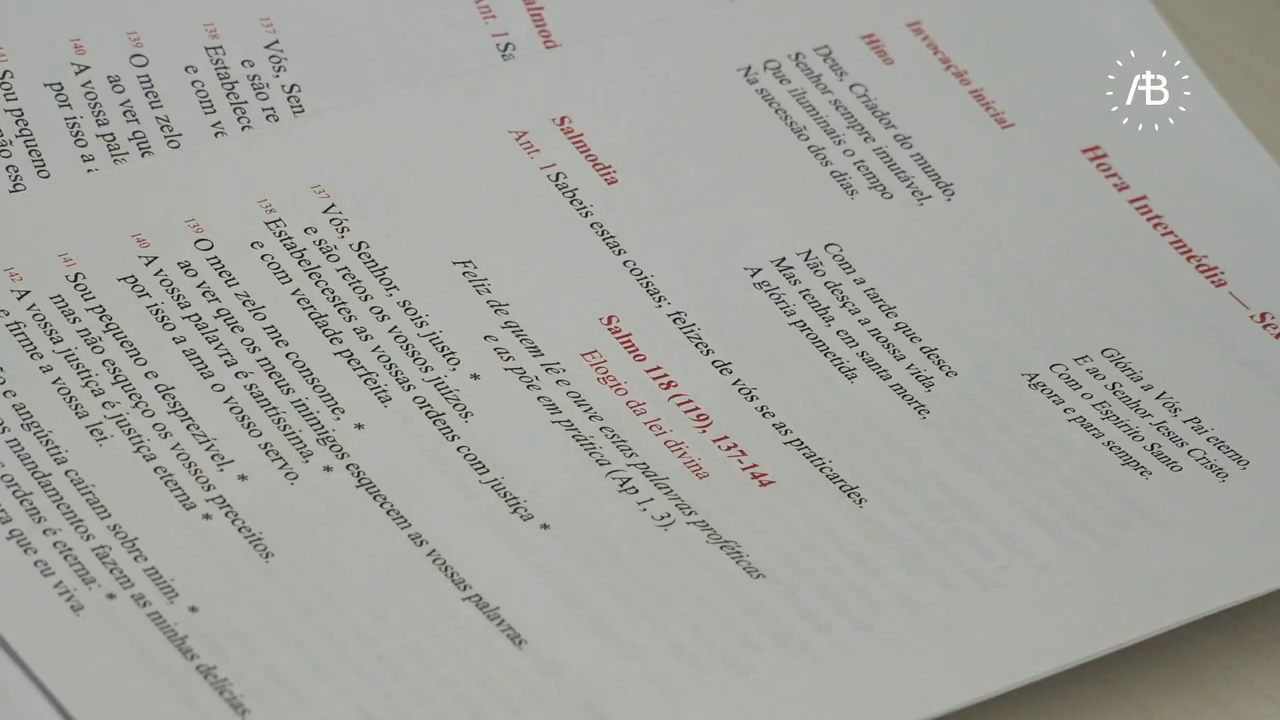 Hora Intermédia —
Invocação inicial
Hino
Deus, Criador do mundo,
Senhor sempre imutável,
Que iluminais o tempo
Na sucessão dos dias.
Com a tarde que desce
Não desça a nossa vida,
Mas tenha, em santa morte,
A glória prometida.
Glória a Vós, Pai eterno,
E ao Senhor Jesus Cristo,
Com o Espírito Santo
Agora e para sempre.
Salmodia
Ant. 1 Sabeis estas coisas; felizes de vós se as praticardes.
Salmo 118 (119), 137-144
Elogio da lei divina
Feliz de quem lê e ouve estas palavras proféticas
e as põe em prática (Ap 1, 3).
137 Vós, Senhor, sois justo, *
e são retos os vossos juízos.
138 Estabelecestes as vossas ordens com justiça *
e com verdade perfeita.
139 O meu zelo me consome, *
ao ver que os meus inimigos esquecem as vossas palavras.
140 A vossa palavra é santíssima, *
por isso a ama o vosso servo.
141 Sou pequeno e desprezível, *
mas não esqueço os vossos preceitos.
142 A vossa justiça é justiça eterna *
e firme a vossa lei.
e angústia caíram sobre mim, *
mandamentos fazem as minhas delícias.
ordens é eterna: *
que eu viva.
Ant. 1 Sa
137 Vós, Sen
e são re
138 Estabelece
e com ve
139 O meu zelo
ao ver que
140 A vossa pala
por isso a
141 Sou pequeno
não esq
AB